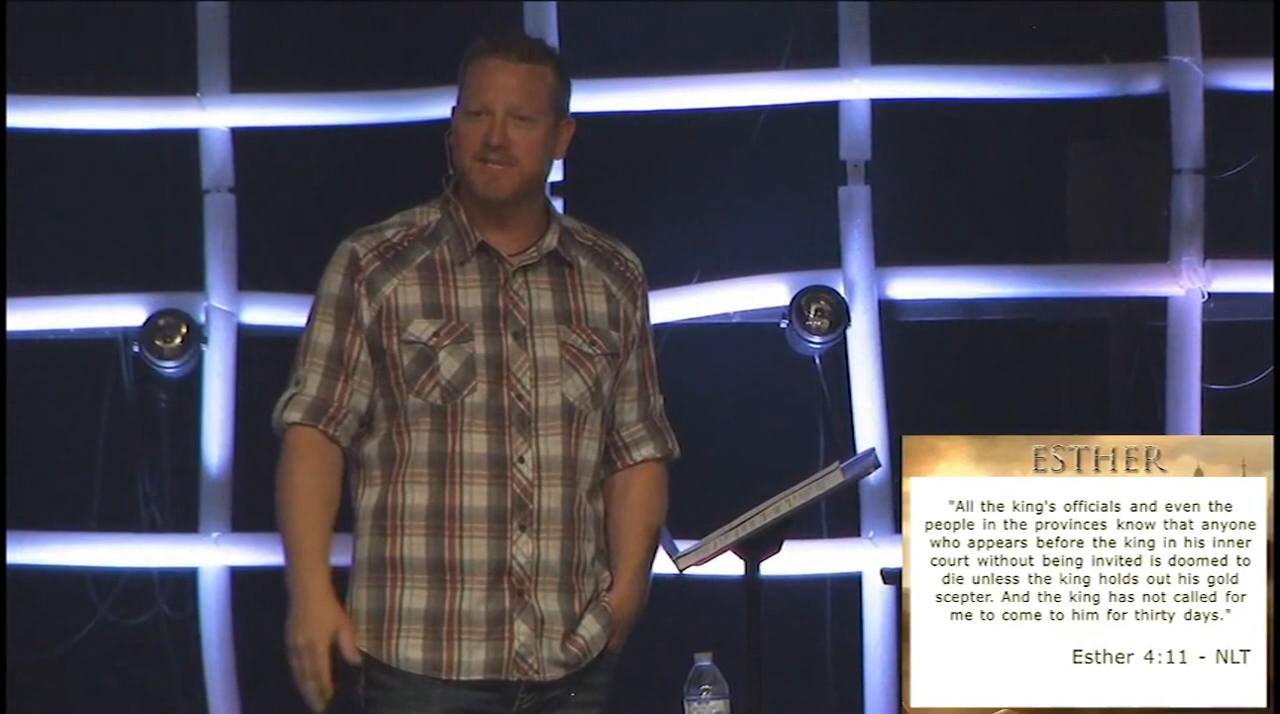 ESTHER
"All the king's officials and even the
people in the provinces know that anyone
who appears before the king in his inner
court without being invited is doomed to
die unless the king holds out his gold
scepter. And the king has not called for
me to come to him for thirty days."
Esther 4:11 - NLT